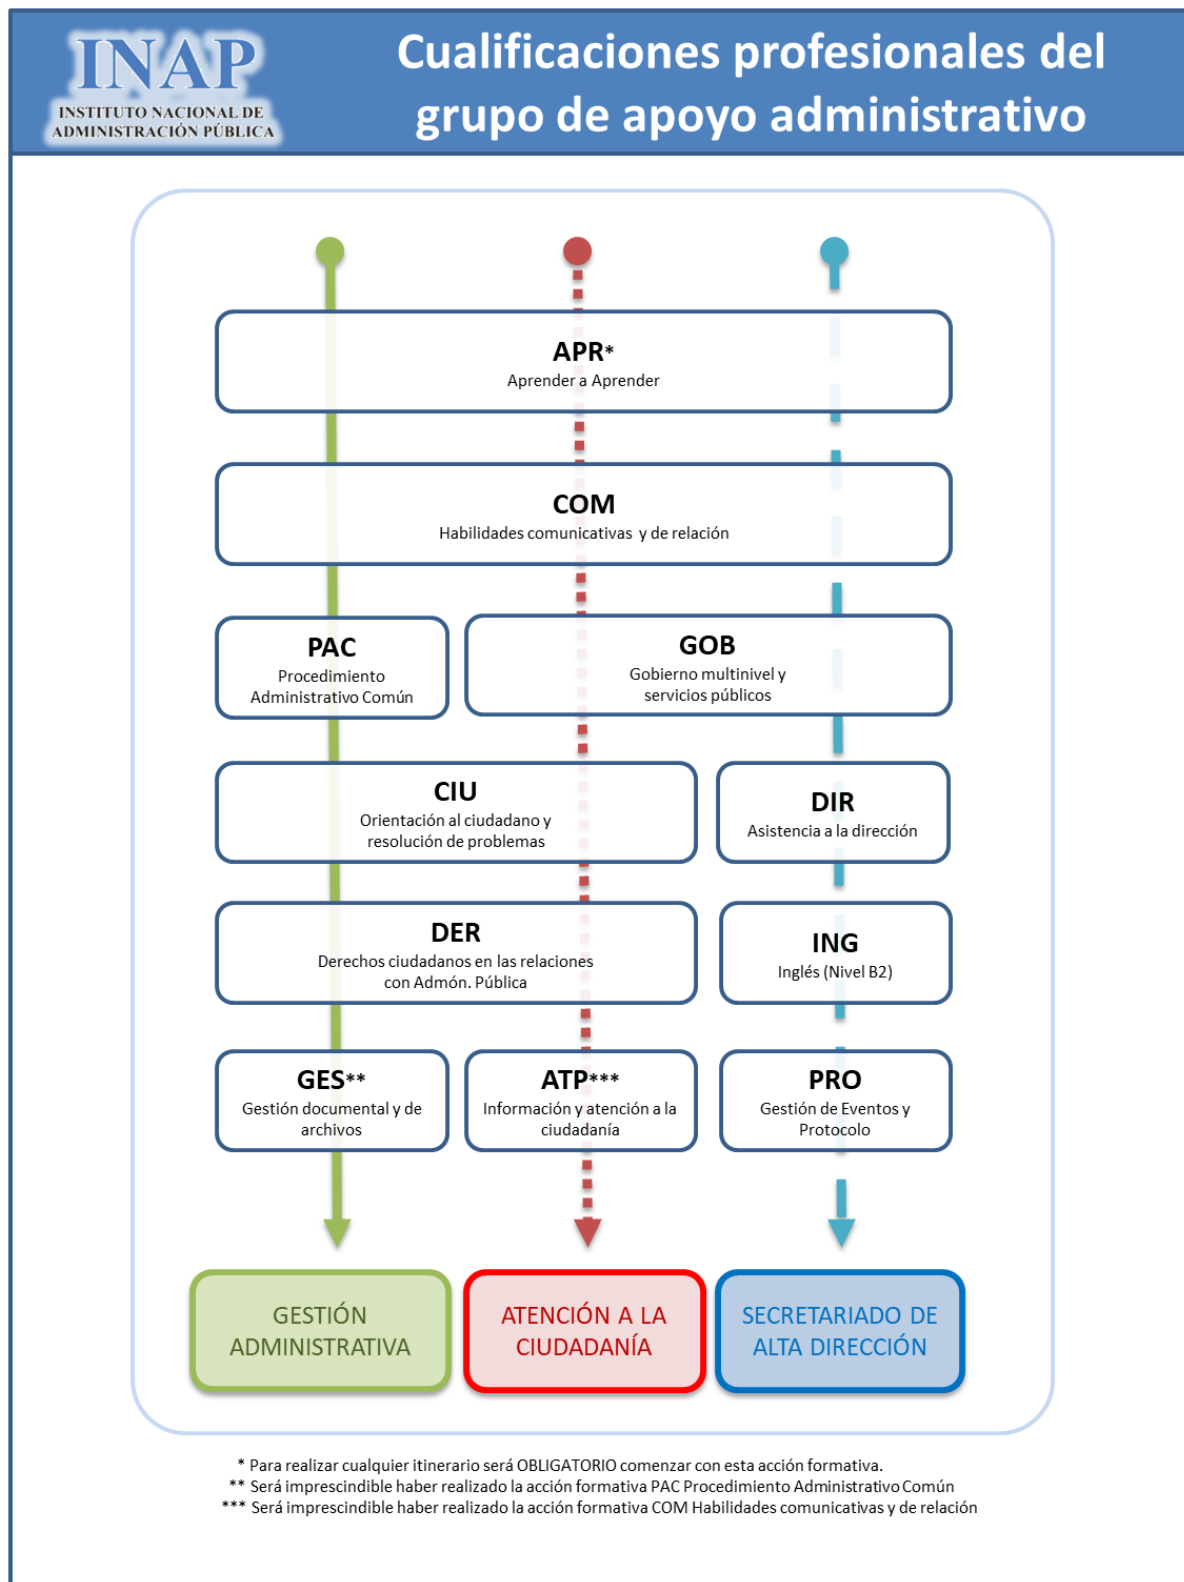 INAP
INSTITUTO NACIONAL DE
ADMINISTRACIÓN PÚBLICA
Cualificaciones profesionales del
grupo de apoyo administrativo
APR*
Aprender a Aprender
COM
Habilidades comunicativas y de relación
PAC
Procedimiento
Administrativo Común
GOB
Gobierno multinivel y
servicios públicos
CIU
Orientación al ciudadano y
resolución de problemas
DIR
Asistencia a la dirección
DER
Derechos ciudadanos en las relaciones
con Admón. Pública
ING
Inglés (Nivel B2)
GES**
Gestión documental y de
archivos
ATP***
Información y atención a la
ciudadanía
PRO
Gestión de Eventos y
Protocolo
GESTIÓN
ADMINISTRATIVA
ATENCIÓN A LA
CIUDADANÍA
SECRETARIADO DE
ALTA DIRECCIÓN
* Para realizar cualquier itinerario será OBLIGATORIO comenzar con esta acción formativa.
** Será imprescindible haber realizado la acción formativa PAC Procedimiento Administrativo Común
*** Será imprescindible haber realizado la acción formativa COM Habilidades comunicativas y de relación